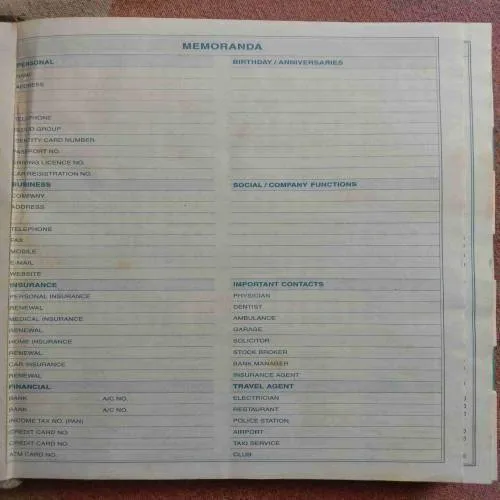 MEMORANDA
PERSONAL
NAME
ADDRESS
TELEPHONE
BLOOD GROUP
IDENTITY CARD NUMBER
PASSPORT NO.
DRIVING LICENCE NO.
CAR REGISTRATION NO.
BUSINESS
COMPANY
ADDRESS
TELEPHONE
FAX
MOBILE
E-MAIL
WEBSITE
INSURANCE
PERSONAL INSURANCE
RENEWAL
MEDICAL INSURANCE
RENEWAL
HOME INSURANCE
RENEWAL
CAR INSURANCE
RENEWAL
FINANCIAL
BANK A/C NO.
BANK A/C NO.
INCOME TAX NO. (PAN)
CREDIT CARD NO.
CREDIT CARD NO.
ATM CARD NO.
BIRTHDAY / ANNIVERSARIES
SOCIAL / COMPANY FUNCTIONS
IMPORTANT CONTACTS
PHYSICIAN
DENTIST
AMBULANCE
GARAGE
SOLICITOR
STOCK BROKER
BANK MANAGER
INSURANCE AGENT
TRAVEL AGENT
ELECTRICIAN
RESTAURANT
POLICE STATION
AIRPORT
TAXI SERVICE
CLUB